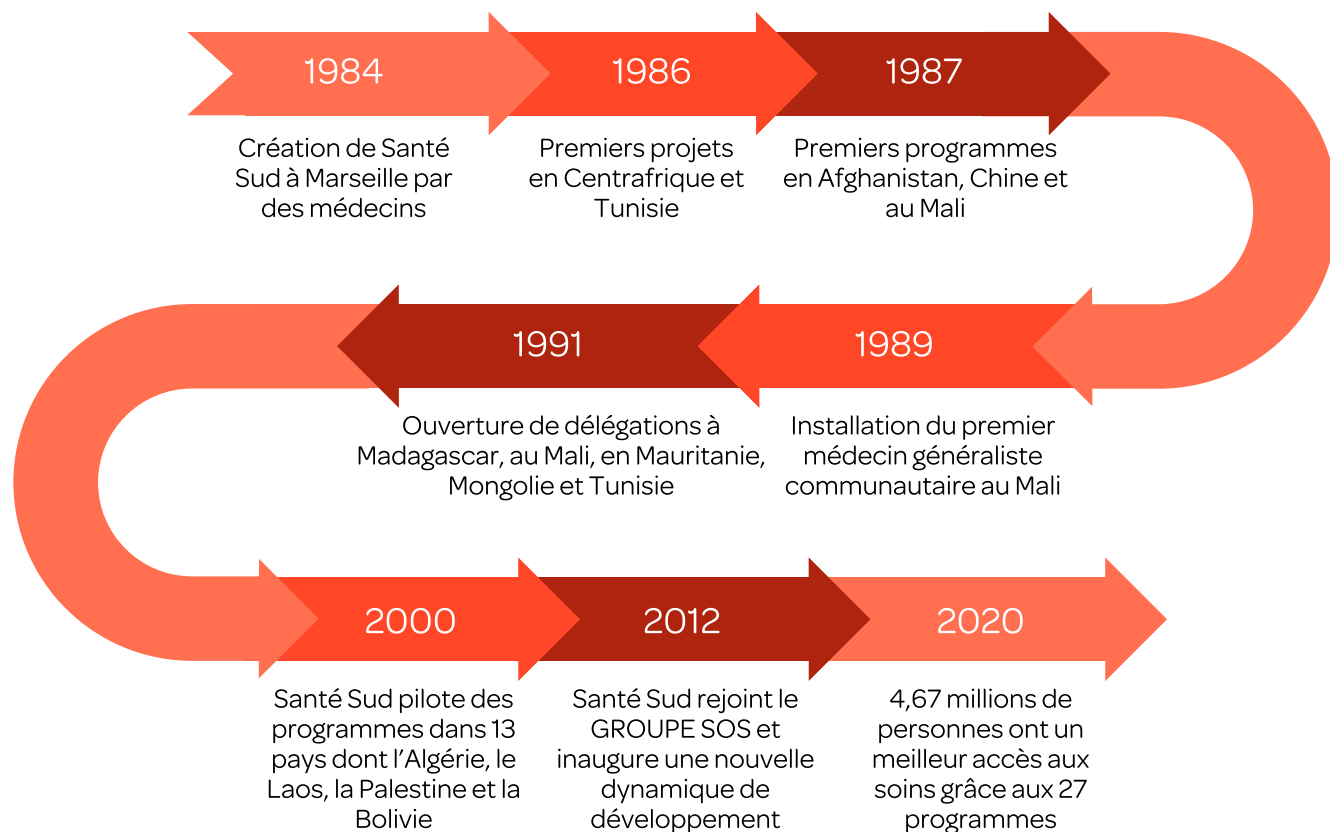 1984
Création de Santé
Sud à Marseille par
des médecins
1986
Premiers projets
en Centrafrique et
Tunisie
1987
Premiers programmes
en Afghanistan, Chine et
au Mali
1989
Installation du premier
médecin généraliste
communautaire au Mali
1991
Ouverture de délégations à
Madagascar, au Mali, en Mauritanie,
Mongolie et Tunisie
2000
Santé Sud pilote des
programmes dans 13
pays dont l’Algérie, le
Laos, la Palestine et la
Bolivie
2012
Santé Sud rejoint le
GROUPE SOS et
inaugure une nouvelle
dynamique de
développement
2020
4,67 millions de
personnes ont un
meilleur accès aux
soins grâce aux 27
programmes